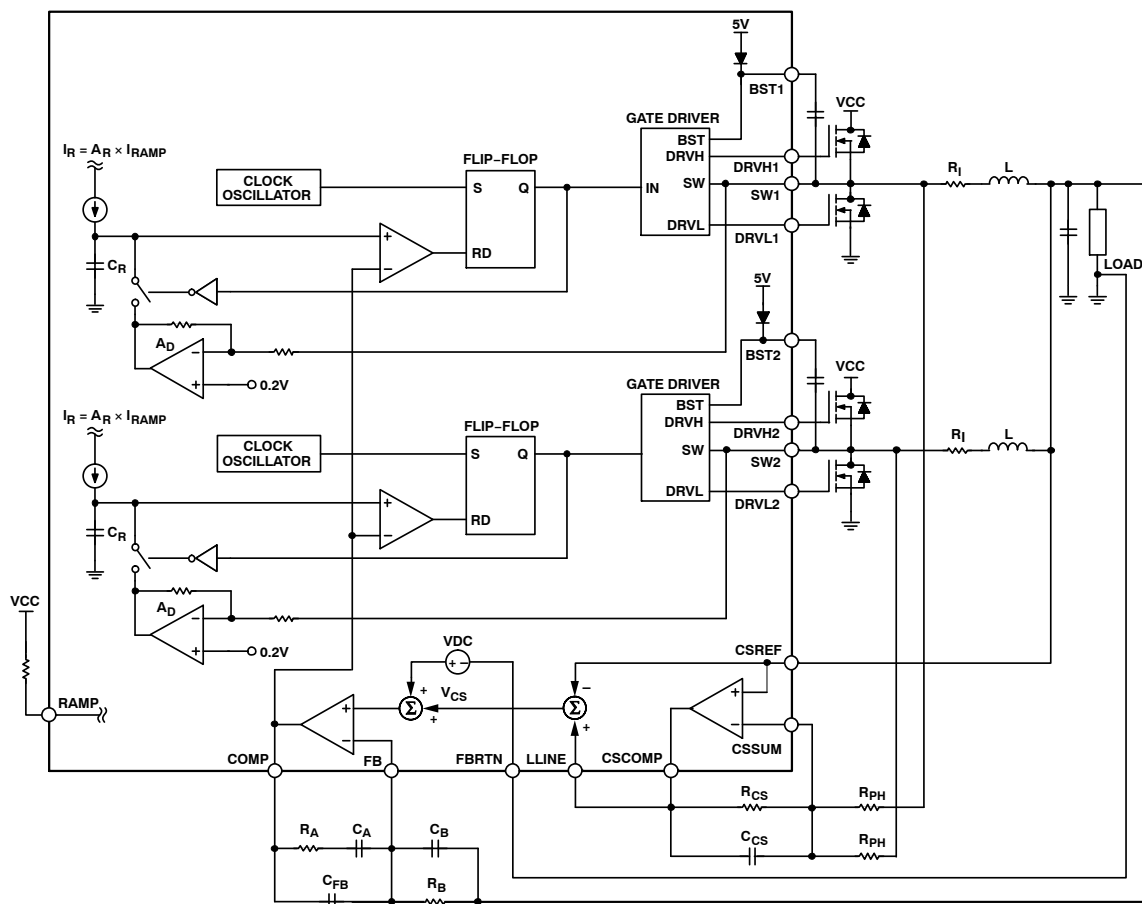 5V
BST1
VCC
GATE DRIVER
BST
DRVH
DRVH1
IN
SW
SW1
DRVL
DRVL1
I_R = A_R × I_RAMP
FLIP−FLOP
CLOCK
OSCILLATOR
S
Q
RD
+
−
C_R
A_D
−
+
0.2V
R_I
L
LOAD
5V
BST2
VCC
GATE DRIVER
BST
DRVH
DRVH2
SW
SW2
DRVL
DRVL2
I_R = A_R × I_RAMP
FLIP−FLOP
CLOCK
OSCILLATOR
S
Q
RD
+
−
C_R
A_D
−
+
0.2V
R_I
L
VCC
RAMP
VDC
+ −
CSREF
+
−
Σ
+
+
V_CS
Σ
−
+
+
−
CSSUM
COMP
FB
FBRTN
LLINE
CSCOMP
R_CS
R_PH
C_CS
R_PH
R_A
C_A
C_B
C_FB
R_B